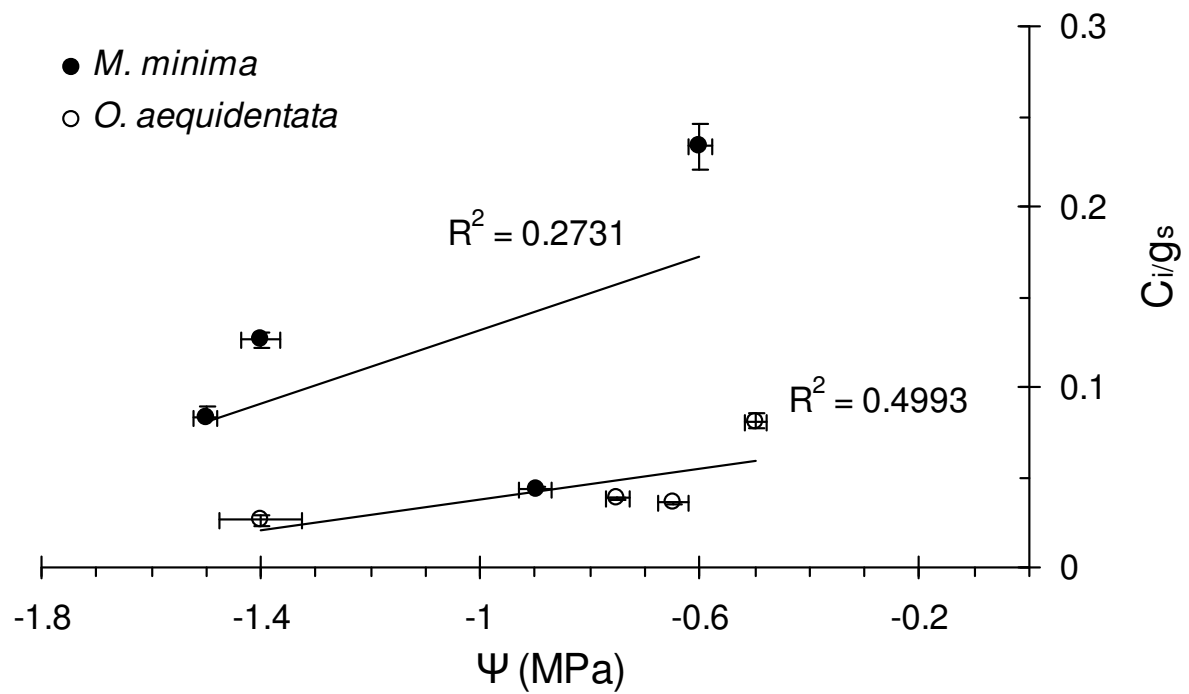 M. minima
O. aequidentata
R² = 0.2731
R² = 0.4993
0.3
0.2
0.1
0
Ci/gs
-1.8
-1.4
-1
-0.6
-0.2
Ψ (MPa)